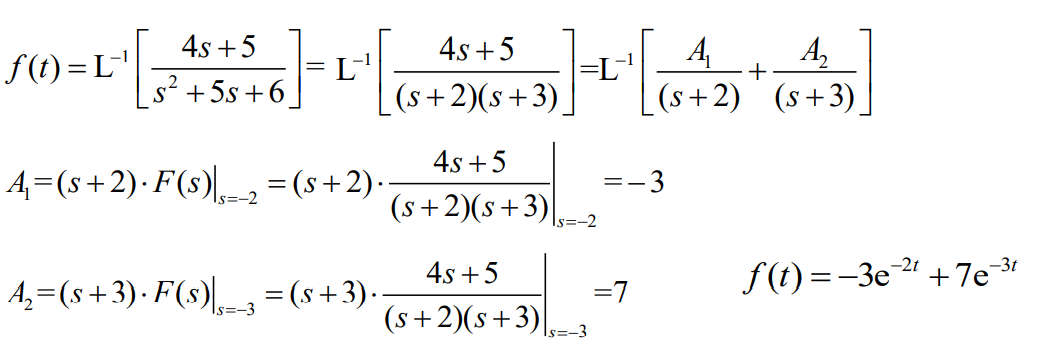 f(t) = L⁻¹[ (4s+5)/(s²+5s+6) ] = L⁻¹[ (4s+5)/((s+2)(s+3)) ] = L⁻¹[ A₁/(s+2) + A₂/(s+3) ]
A₁=(s+2)·F(s)|ₛ₌₋₂ = (s+2)· (4s+5)/((s+2)(s+3)) |ₛ₌₋₂ =−3
A₂=(s+3)·F(s)|ₛ₌₋₃ = (s+3)· (4s+5)/((s+2)(s+3)) |ₛ₌₋₃ =7
f(t) = −3e⁻²ᵗ + 7e⁻³ᵗ